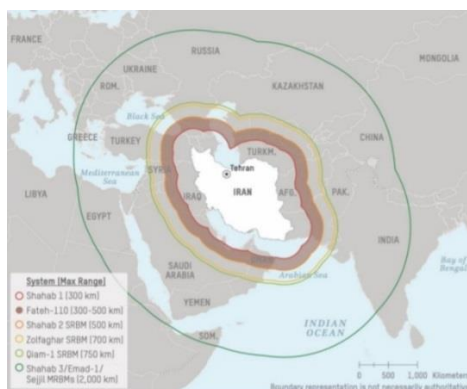 FRANCE
RUSSIA
MONGOLIA
UKRAINE
KAZAKHSTAN
ROM.
Black Sea
GREECE
TURKEY
TURKM.
CHINA
Tehran
Mediterranean
Sea
SYRIA
IRAN
AFG.
IRAQ
PAK.
LIBYA
EGYPT
INDIA
SAUDI
ARABIA
OMAN
Arabian Sea
Bay of
Bengal
YEMEN
INDIAN
OCEAN
SOM.
System (Max Range)
Shahab 1 (300 km)
Fateh-110 (300-500 km)
Shahab 2 SRBM (500 km)
Zolfaghar SRBM (700 km)
Qiam-1 SRBM (750 km)
Shahab 3/Emad-1/
Sejjil MRBMs (2,000 km)
0 500 1,000
Kilometer
Boundary representation is not necessarily authoritative